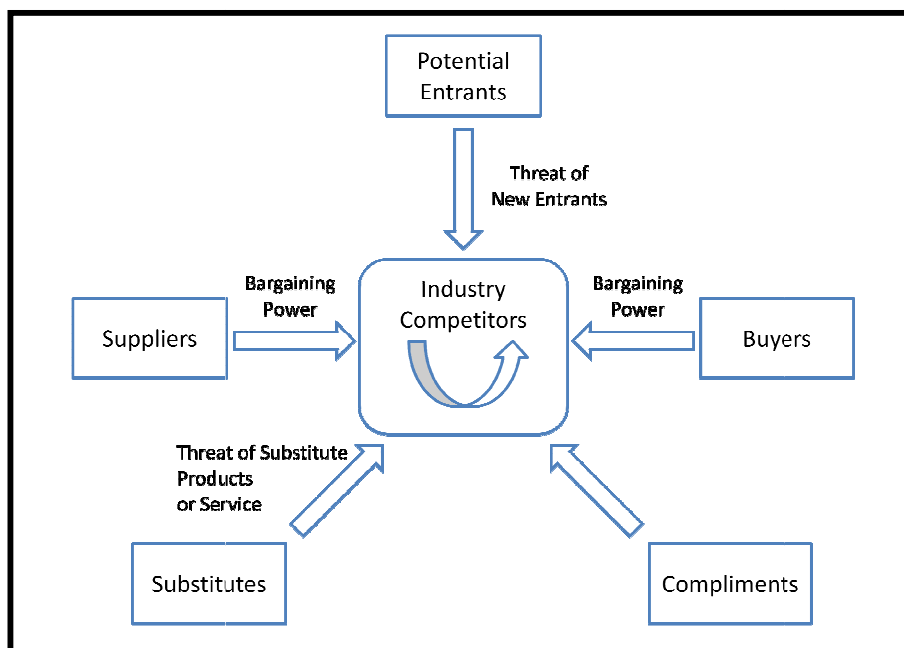 Potential
Entrants
Threat of
New Entrants
Bargaining
Power
Industry
Competitors
Bargaining
Power
Suppliers
Buyers
Threat of Substitute
Products
or Service
Substitutes
Compliments